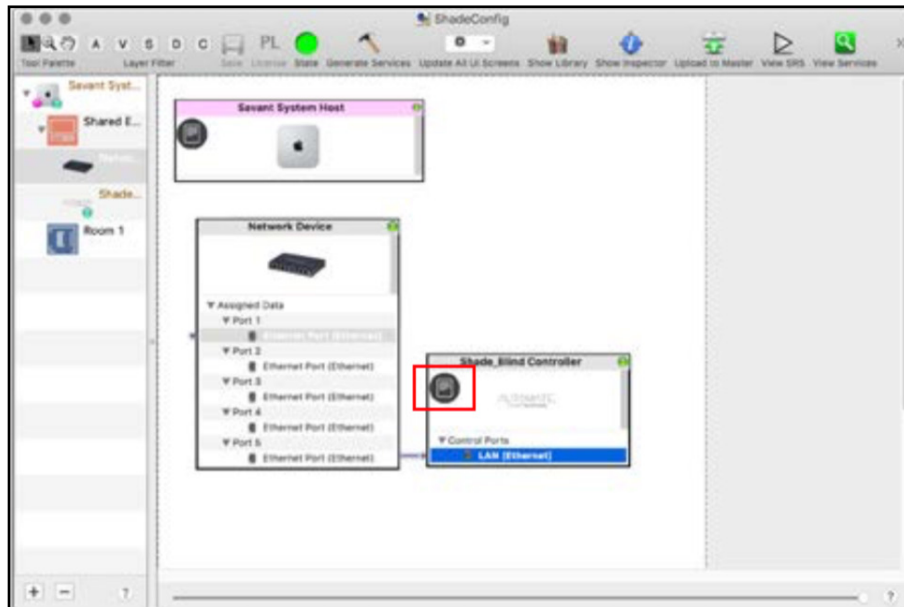 ShadeConfig
A V S D C PL
Tool Palette Layer Filter Save License State Generate Services Update All UI Screens Show Library Show Inspector Upload to Master View SRS View Services
Savant Syst...
Shared E...
Shade...
Room 1
Savant System Host
Network Device
Assigned Data
Port 1
Ethernet Port (Ethernet)
Port 2
Ethernet Port (Ethernet)
Port 3
Ethernet Port (Ethernet)
Port 4
Ethernet Port (Ethernet)
Port 5
Ethernet Port (Ethernet)
Shade_Blind Controller
AUTOMATE
Control Ports
LAN (Ethernet)
+ − ?
?